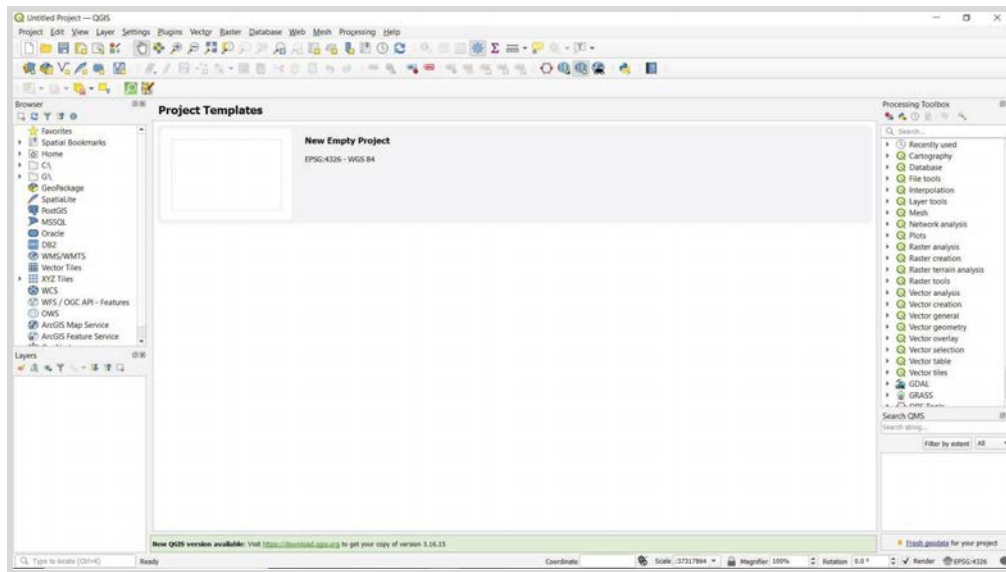 Untitled Project — QGIS
Project Edit View Layer Settings Plugins Vector Raster Database Web Mesh Processing Help
Browser
Favorites
Spatial Bookmarks
Home
C:\
G:\
GeoPackage
SpatiaLite
PostGIS
MSSQL
Oracle
DB2
WMS/WMTS
Vector Tiles
XYZ Tiles
WCS
WFS / OGC API - Features
OWS
ArcGIS Map Service
ArcGIS Feature Service
Layers
Project Templates
New Empty Project
EPSG:4326 - WGS 84
New QGIS version available: Visit https://download.qgis.org to get your copy of version 3.16.15
Processing Toolbox
Search...
Recently used
Cartography
Database
File tools
Interpolation
Layer tools
Mesh
Network analysis
Plots
Raster analysis
Raster creation
Raster terrain analysis
Raster tools
Vector analysis
Vector creation
Vector general
Vector geometry
Vector overlay
Vector selection
Vector table
Vector tiles
GDAL
GRASS
Search QMS
Search string...
Filter by extent All
Fresh geodata for your project
Type to locate (Ctrl+K) Ready Coordinate Scale :37317864 Magnifier 100% Rotation 0.0 ° Render EPSG:4326